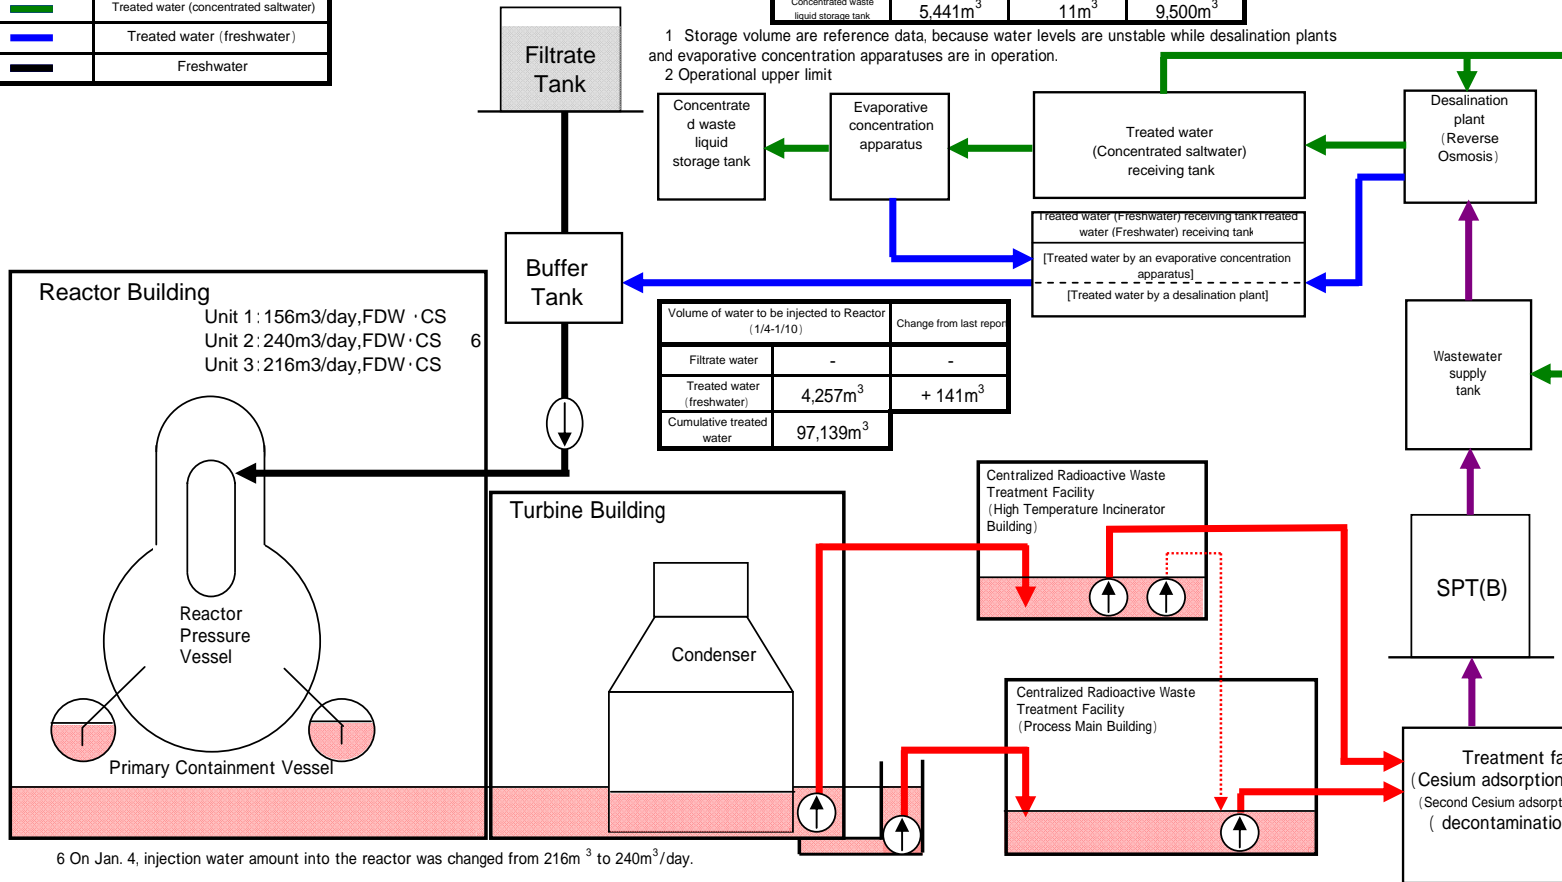 Treated water (concentrated saltwater)
Treated water (freshwater)
Freshwater
Concentrated waste
liquid storage tank
5,441m3
11m3
9,500m3
1 Storage volume are reference data, because water levels are unstable while desalination plants
and evaporative concentration apparatuses are in operation.
2 Operational upper limit
Filtrate
Tank
Concentrate
d waste
liquid
storage tank
Evaporative
concentration
apparatus
Treated water
(Concentrated saltwater)
receiving tank
Desalination
plant
(Reverse
Osmosis)
Treated water (Freshwater) receiving tankTreated
water (Freshwater) receiving tank
[Treated water by an evaporative concentration
apparatus]
[Treated water by a desalination plant]
Buffer
Tank
Reactor Building
Unit 1:156m3/day,FDW・CS
Unit 2:240m3/day,FDW・CS 6
Unit 3:216m3/day,FDW・CS
Volume of water to be injected to Reactor
(1/4-1/10)
Change from last repor
Filtrate water
-
-
Treated water
(freshwater)
4,257m3
+ 141m3
Cumulative treated
water
97,139m3
Wastewater
supply
tank
Centralized Radioactive Waste
Treatment Facility
(High Temperature Incinerator
Building)
Turbine Building
SPT(B)
Reactor
Pressure
Vessel
Condenser
Centralized Radioactive Waste
Treatment Facility
(Process Main Building)
Primary Containment Vessel
Treatment fa
(Cesium adsorption
(Second Cesium adsorpt
( decontaminatio
6 On Jan. 4, injection water amount into the reactor was changed from 216m 3 to 240m3/day.